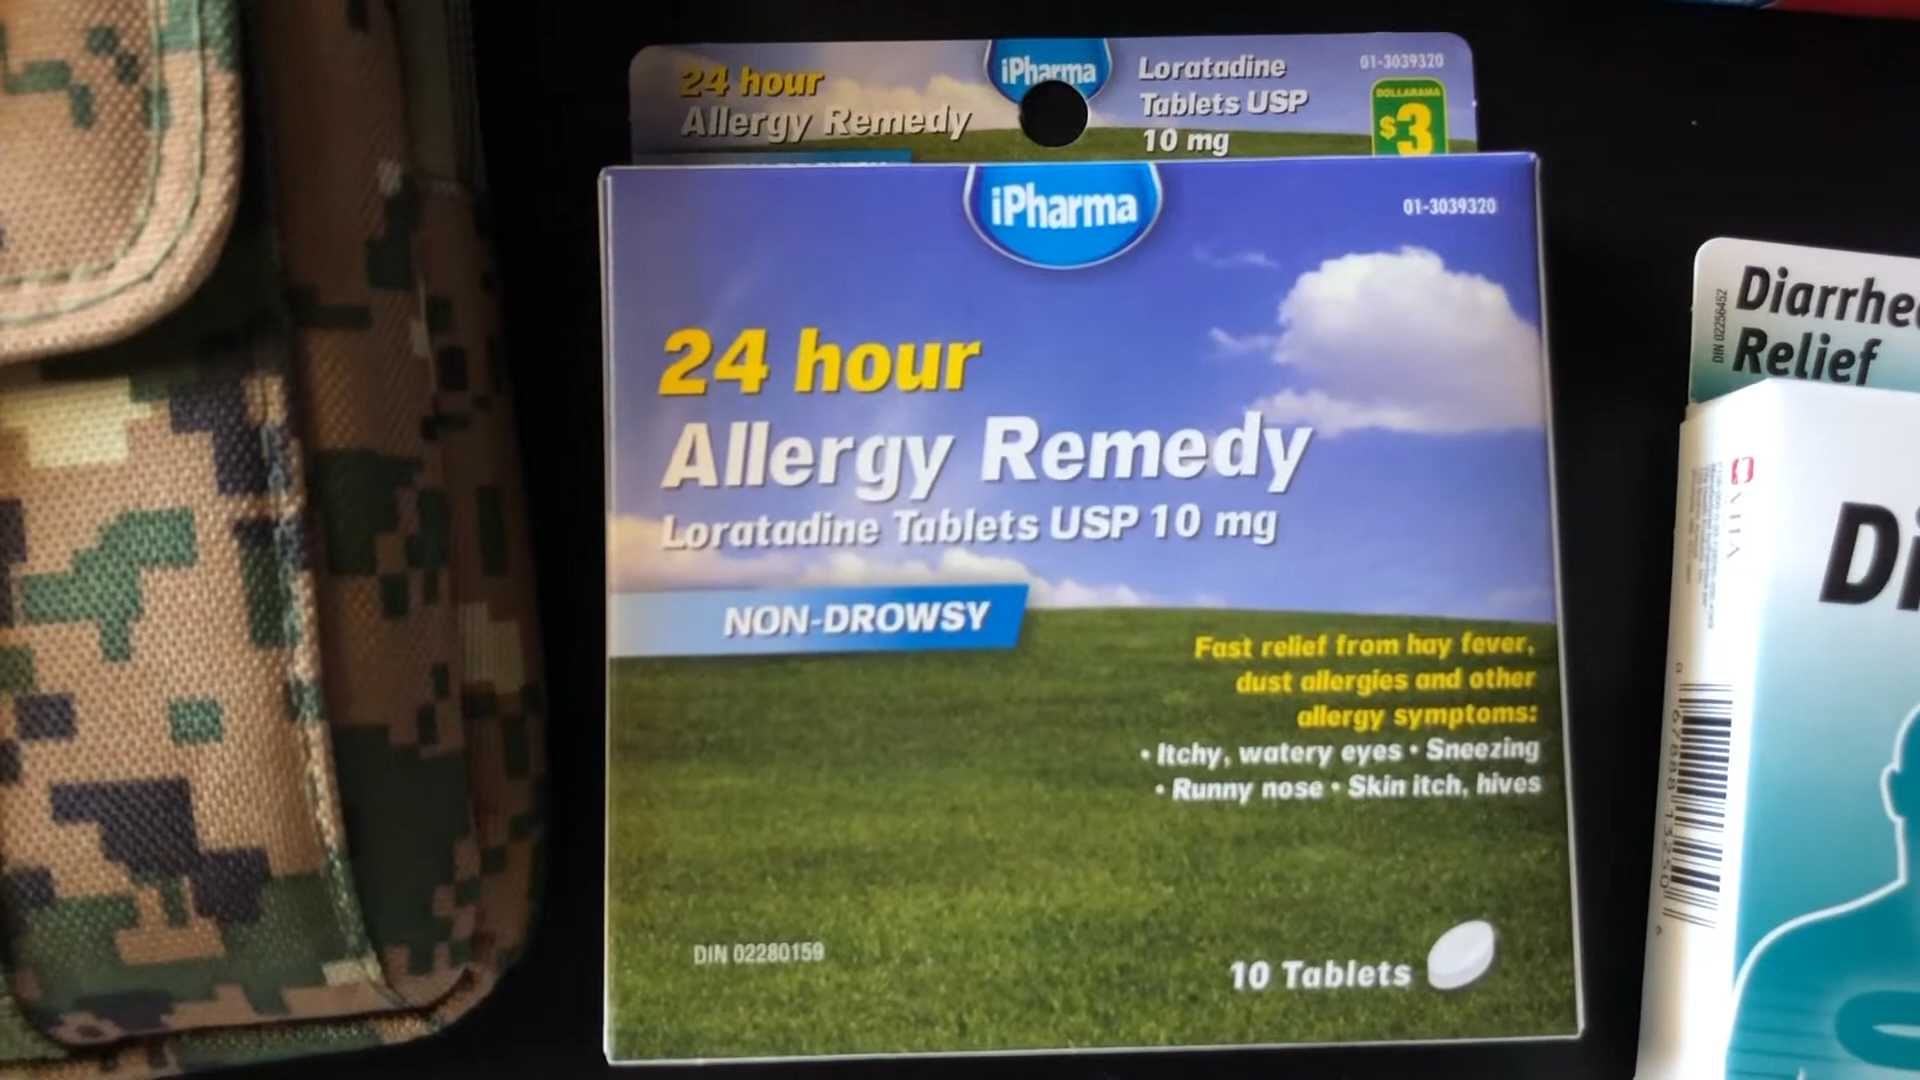 24 hour
Allergy Remedy
iPharma
Loratadine
Tablets USP
10 mg
01-3039320
DOLLARAMA
$3
iPharma
01-3039320
24 hour
Allergy Remedy
Loratadine Tablets USP 10 mg
NON-DROWSY
Fast relief from hay fever,
dust allergies and other
allergy symptoms:
• Itchy, watery eyes • Sneezing
• Runny nose • Skin itch, hives
DIN 02280159
10 Tablets
Relief
DIN 02256452